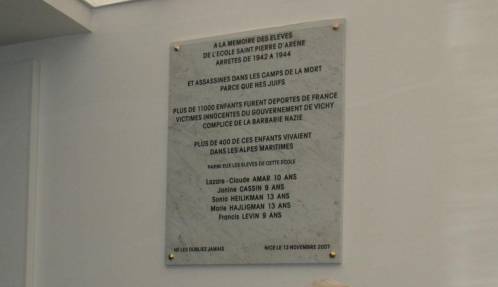 A LA MEMOIRE DES ELEVES
DE L'ECOLE SAINT PIERRE D'ARENE
ARRETES DE 1942 A 1944
ET ASSASSINES DANS LES CAMPS DE LA MORT
PARCE QUE NES JUIFS
PLUS DE 11000 ENFANTS FURENT DEPORTES DE FRANCE
VICTIMES INNOCENTES DU GOUVERNEMENT DE VICHY
COMPLICE DE LA BARBARIE NAZIE
PLUS DE 400 DE CES ENFANTS VIVAIENT
DANS LES ALPES MARITIMES
PARMI EUX LES ELEVES DE CETTE ECOLE
Lazare-Claude AMAR 10 ANS
Janine CASSIN 9 ANS
Sonia HEILIKMAN 13 ANS
Marie HAJLIGMAN 13 ANS
Francis LEVIN 9 ANS
NE LES OUBLIEZ JAMAIS
NICE LE 13 NOVEMBRE 2007